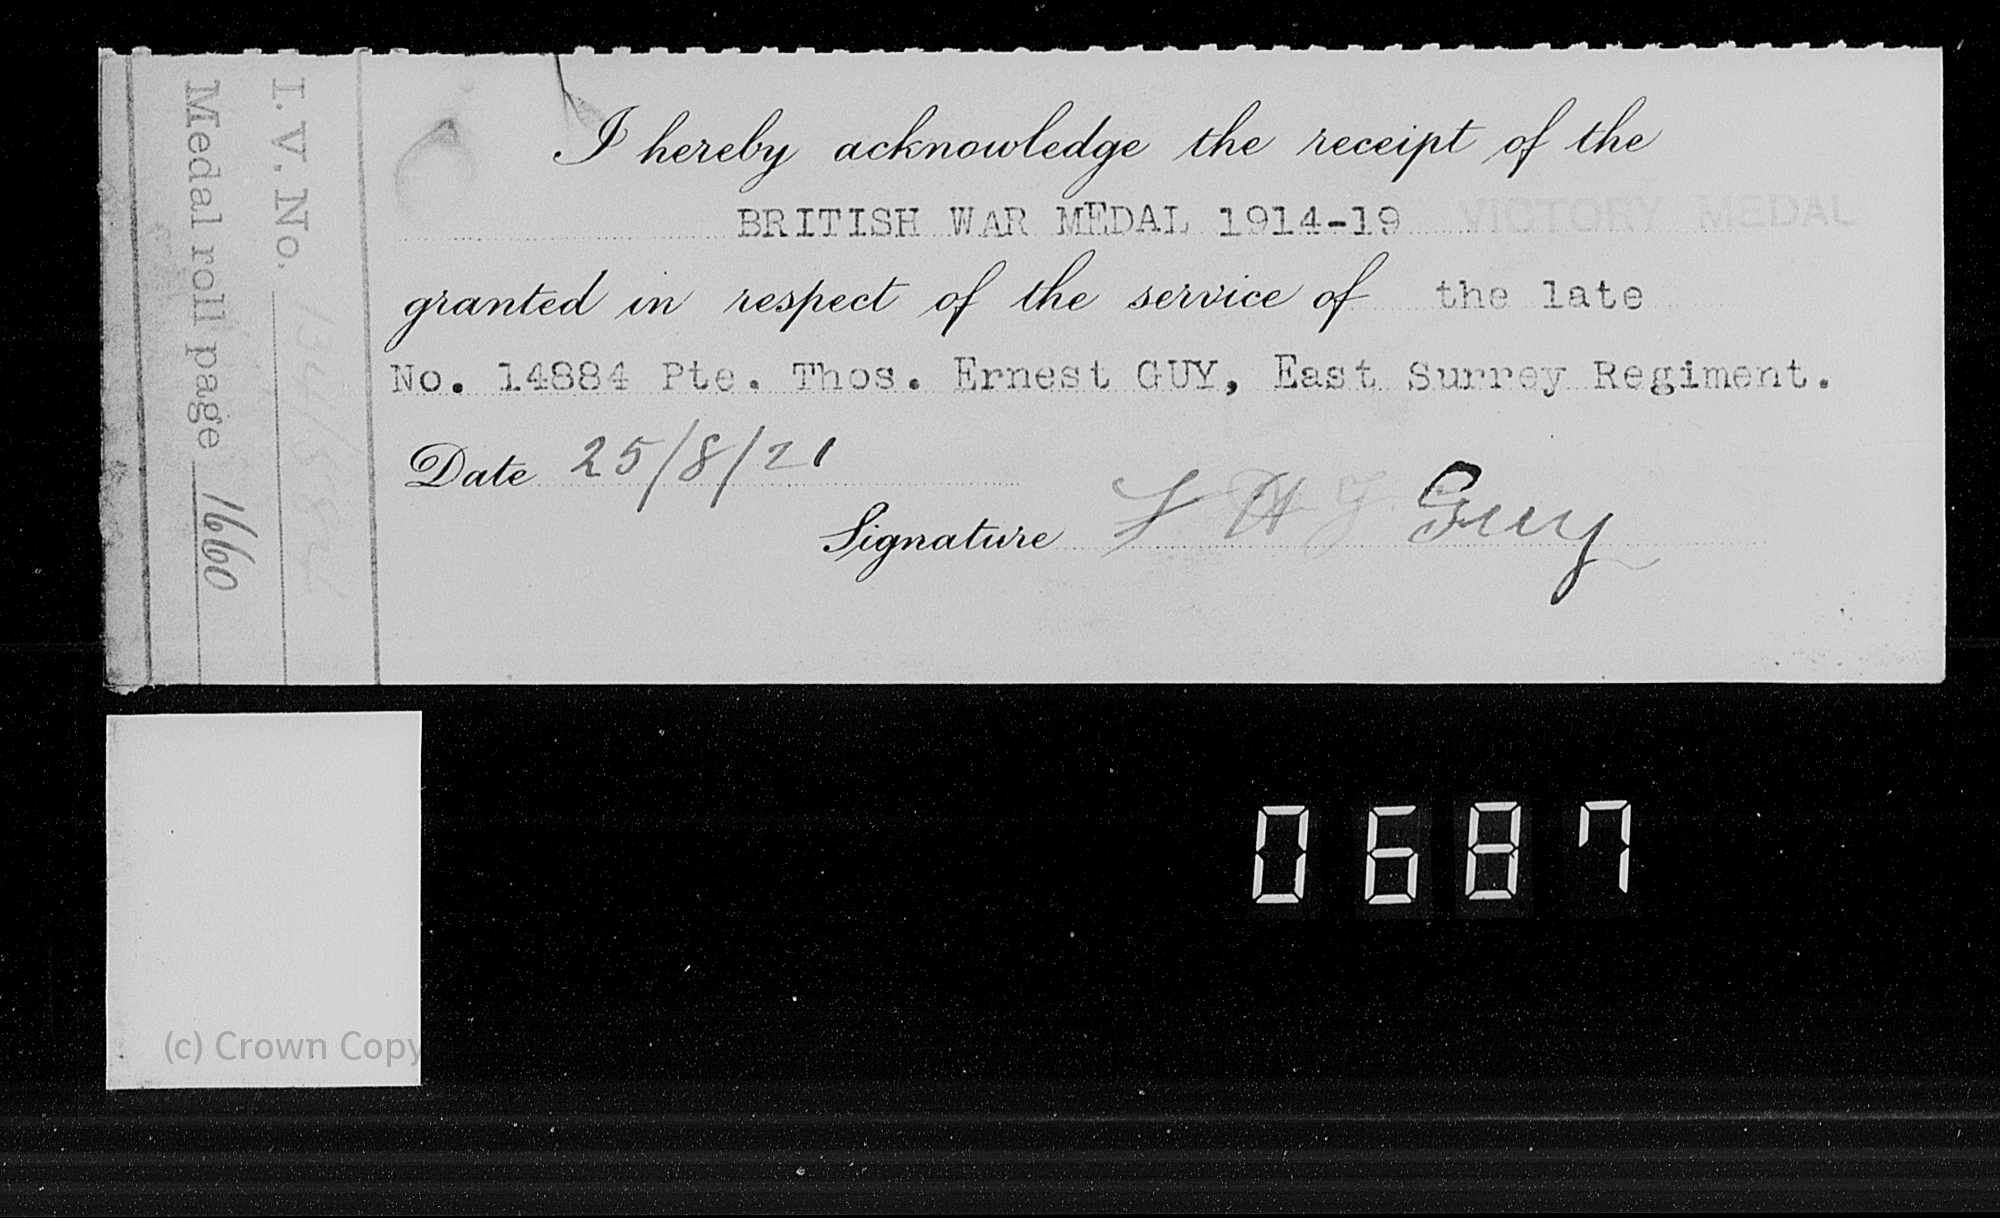 I hereby acknowledge the receipt of the
BRITISH WAR MEDAL 1914-19 VICTORY MEDAL
granted in respect of the service of the late
No. 14884 Pte. Thos. Ernest GUY, East Surrey Regiment.
Date 25/8/21
Signature Guy
I.V. No.
Medal roll page 1660
0687
(c) Crown Copy